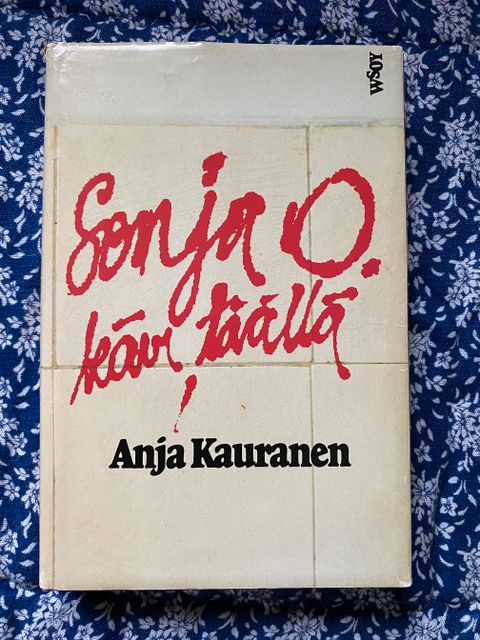 WSOY
Sonja O.
kävi täällä
!
Anja Kauranen